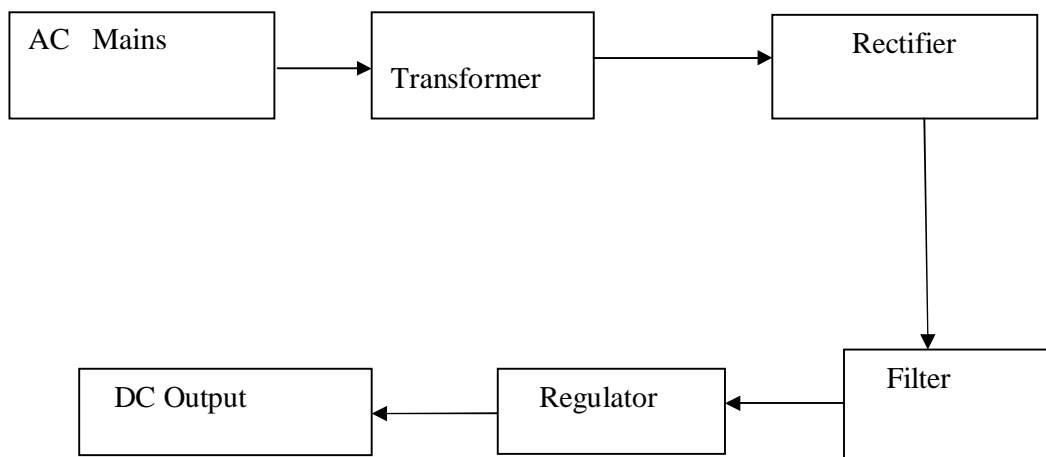 AC Mains
Transformer
Rectifier
Filter
Regulator
DC Output